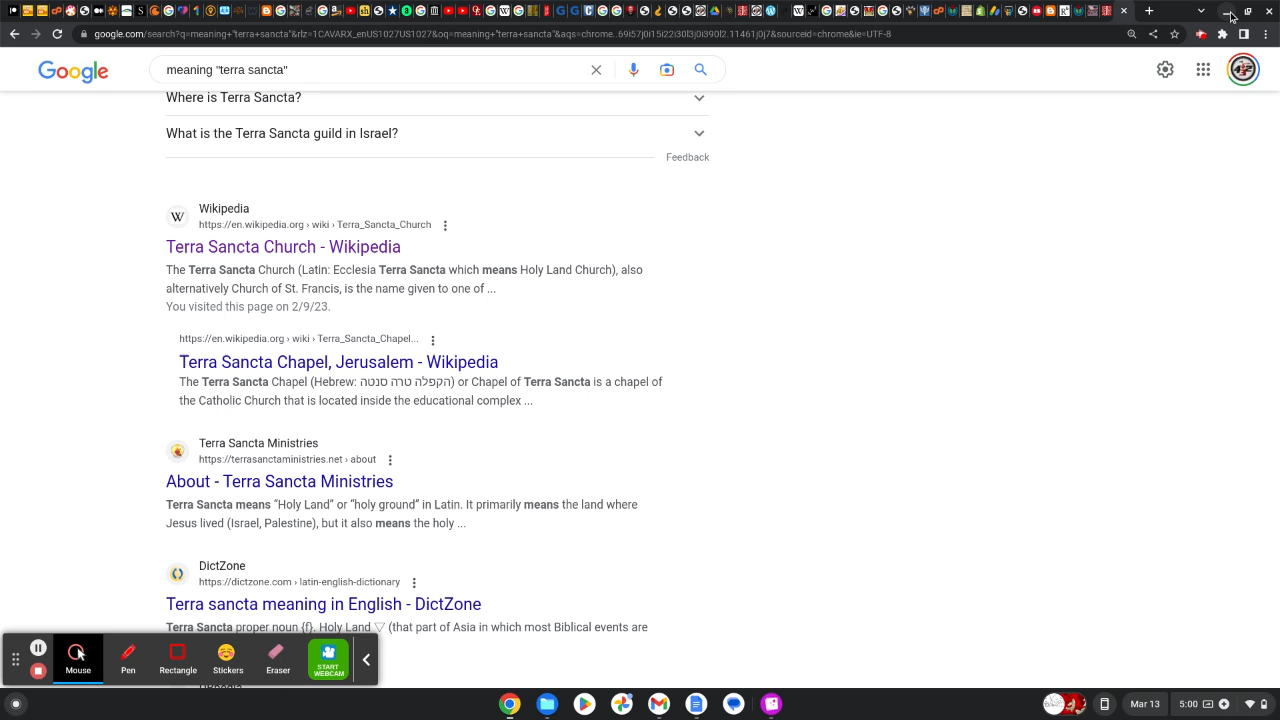 google.com/search?q=meaning+"terra+sancta"&rlz=1CAVARX_enUS1027US1027&oq=meaning+"terra+sancta"&aqs=chrome..69i57j0i15i22i30l3j0i390l2.11461j0j7&sourceid=chrome&ie=UTF-8
Google
meaning "terra sancta"
Where is Terra Sancta?
What is the Terra Sancta guild in Israel?
Feedback
W
Wikipedia
https://en.wikipedia.org › wiki › Terra_Sancta_Church
Terra Sancta Church - Wikipedia
The Terra Sancta Church (Latin: Ecclesia Terra Sancta which means Holy Land Church), also
alternatively Church of St. Francis, is the name given to one of ...
You visited this page on 2/9/23.
https://en.wikipedia.org › wiki › Terra_Sancta_Chapel...
Terra Sancta Chapel, Jerusalem - Wikipedia
The Terra Sancta Chapel (Hebrew: הקפלה טרה סנטה) or Chapel of Terra Sancta is a chapel of
the Catholic Church that is located inside the educational complex ...
Terra Sancta Ministries
https://terrasanctaministries.net › about
About - Terra Sancta Ministries
Terra Sancta means “Holy Land” or “holy ground” in Latin. It primarily means the land where
Jesus lived (Israel, Palestine), but it also means the holy ...
DictZone
https://dictzone.com › latin-english-dictionary
Terra sancta meaning in English - DictZone
Terra Sancta proper noun {f}. Holy Land ▽ (that part of Asia in which most Biblical events are
Mouse
Pen
Rectangle
Stickers
Eraser
START
WEBCAM
Mar 13
5:00